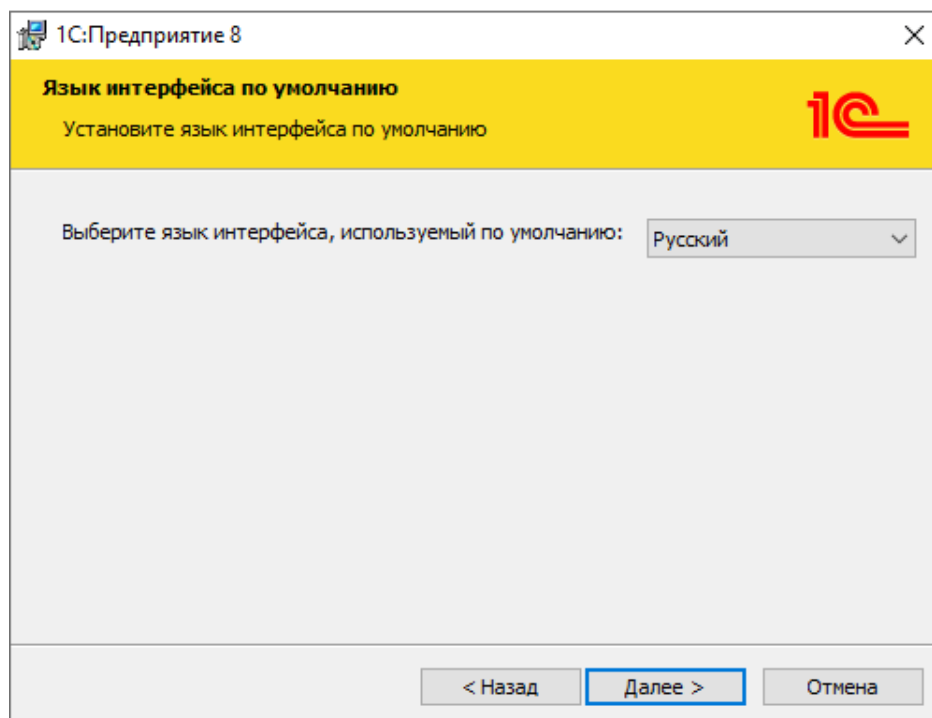 1С:Предприятие 8
Язык интерфейса по умолчанию
Установите язык интерфейса по умолчанию
1С
Выберите язык интерфейса, используемый по умолчанию: Русский
< Назад Далее > Отмена